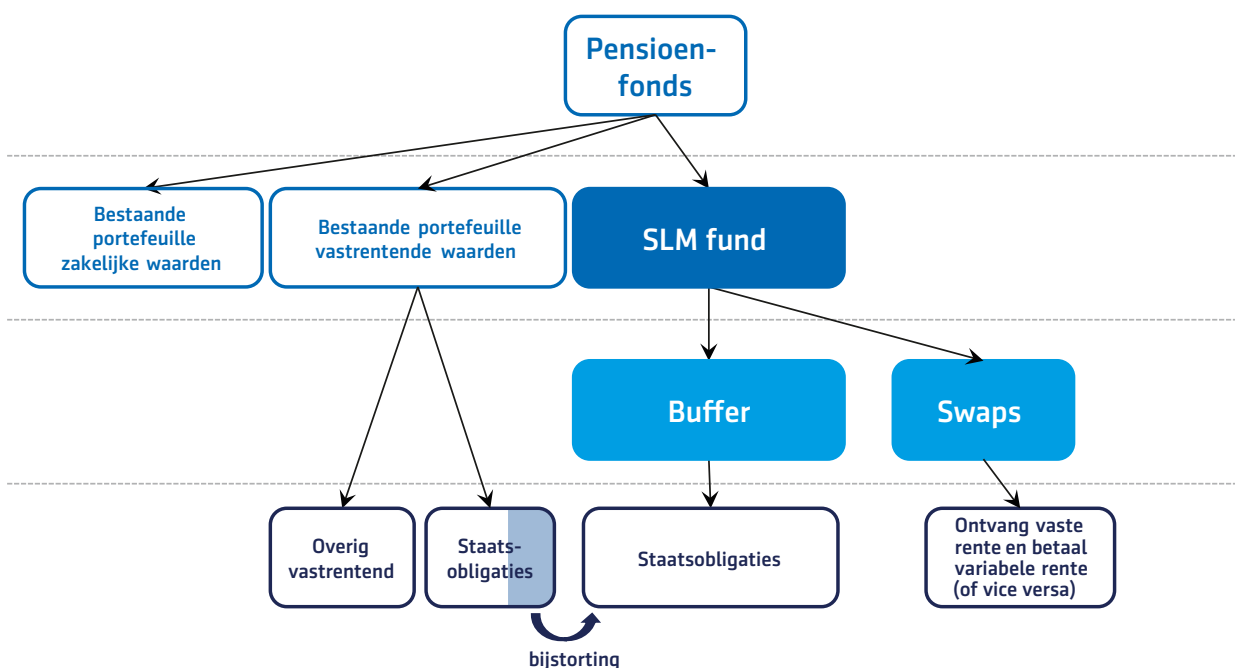 Pensioen-
fonds
Bestaande
portefeuille
zakelijke waarden
Bestaande portefeuille
vastrentende waarden
SLM fund
Buffer
Swaps
Overig
vastrentend
Staats-
obligaties
Staatsobligaties
Ontvang vaste
rente en betaal
variabele rente
(of vice versa)
bijstorting